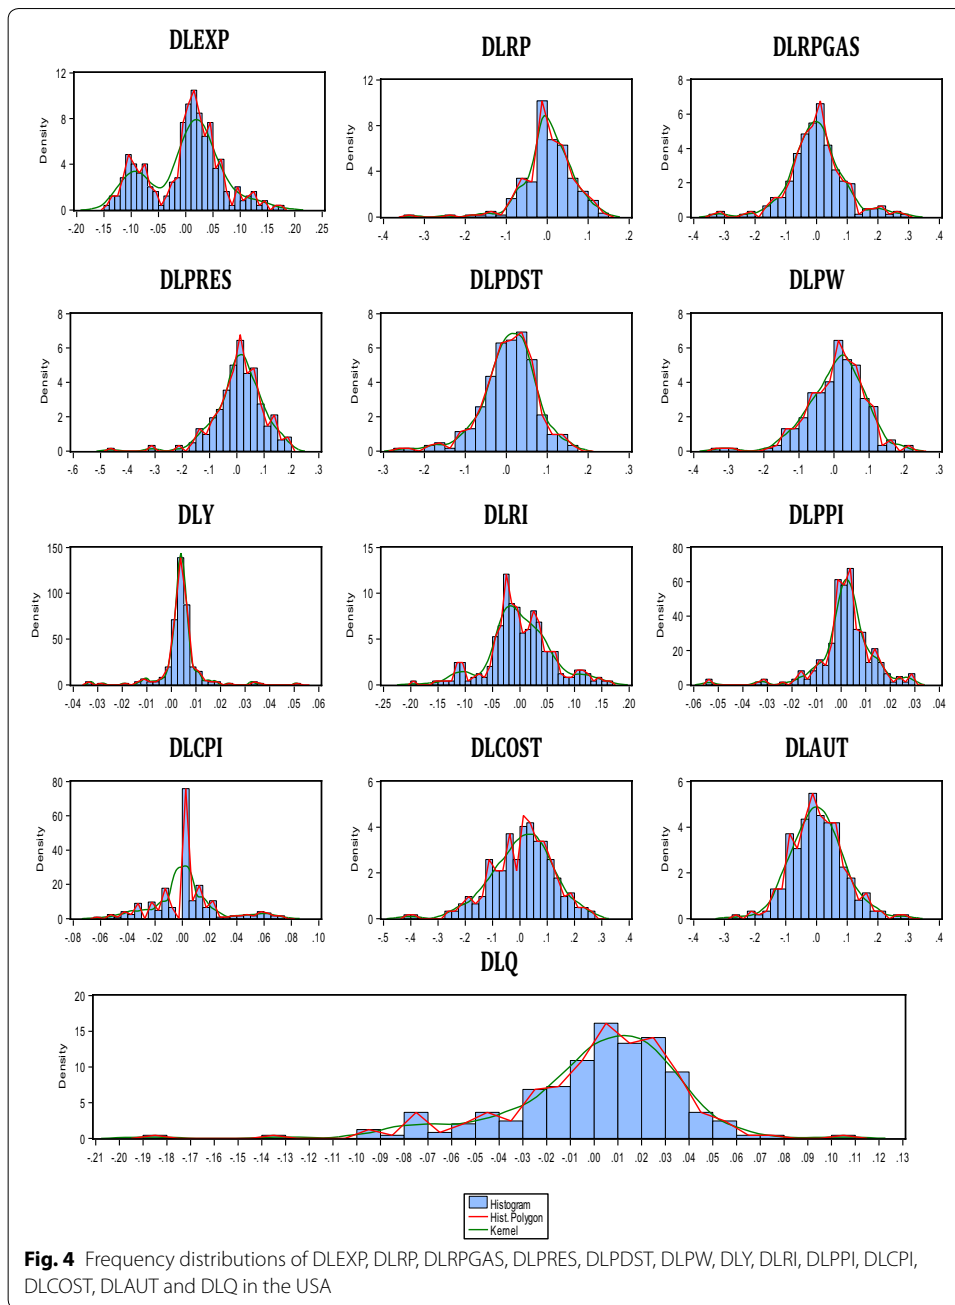 DLEXP
DLRP
DLRPGAS
Density
12
8
4
0
-.20 -.15 -.10 -.05 .00 .05 .10 .15 .20 .25
Density
12
8
4
0
-.4 -.3 -.2 -.1 .0 .1 .2
Density
8
6
4
2
0
-.4 -.3 -.2 -.1 .0 .1 .2 .3 .4
DLPRES
DLPDST
DLPW
Density
8
6
4
2
0
-.6 -.5 -.4 -.3 -.2 -.1 .0 .1 .2 .3
Density
8
6
4
2
0
-.3 -.2 -.1 .0 .1 .2 .3
Density
8
6
4
2
0
-.4 -.3 -.2 -.1 .0 .1 .2 .3
DLY
DLRI
DLPPI
Density
150
100
50
0
-.04 -.03 -.02 -.01 .00 .01 .02 .03 .04 .05 .06
Density
15
10
5
0
-.25 -.20 -.15 -.10 -.05 .00 .05 .10 .15 .20
Density
80
60
40
20
0
-.06 -.05 -.04 -.03 -.02 -.01 .00 .01 .02 .03 .04
DLCPI
DLCOST
DLAUT
Density
80
60
40
20
0
-.08 -.06 -.04 -.02 .00 .02 .04 .06 .08 .10
Density
6
4
2
0
-.5 -.4 -.3 -.2 -.1 .0 .1 .2 .3 .4
Density
6
4
2
0
-.4 -.3 -.2 -.1 .0 .1 .2 .3 .4
DLQ
Density
20
15
10
5
0
-.21 -.20 -.19 -.18 -.17 -.16 -.15 -.14 -.13 -.12 -.11 -.10 -.09 -.08 -.07 -.06 -.05 -.04 -.03 -.02 -.01 .00 .01 .02 .03 .04 .05 .06 .07 .08 .09 .10 .11 .12 .13
Histogram
Hist. Polygon
Kernel
Fig. 4 Frequency distributions of DLEXP, DLRP, DLRPGAS, DLPRES, DLPDST, DLPW, DLY, DLRI, DLPPI, DLCPI,
DLCOST, DLAUT and DLQ in the USA